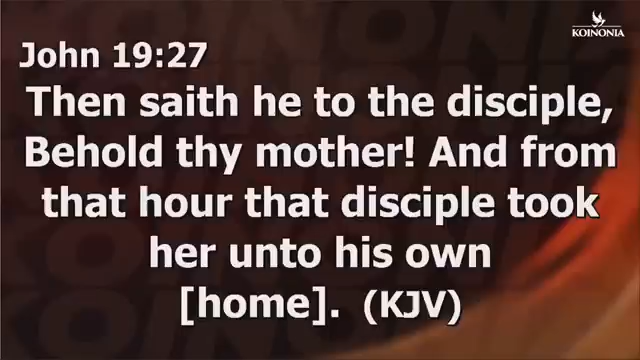 KOINONIA
John 19:27
Then saith he to the disciple,
Behold thy mother! And from
that hour that disciple took
her unto his own
[home]. (KJV)